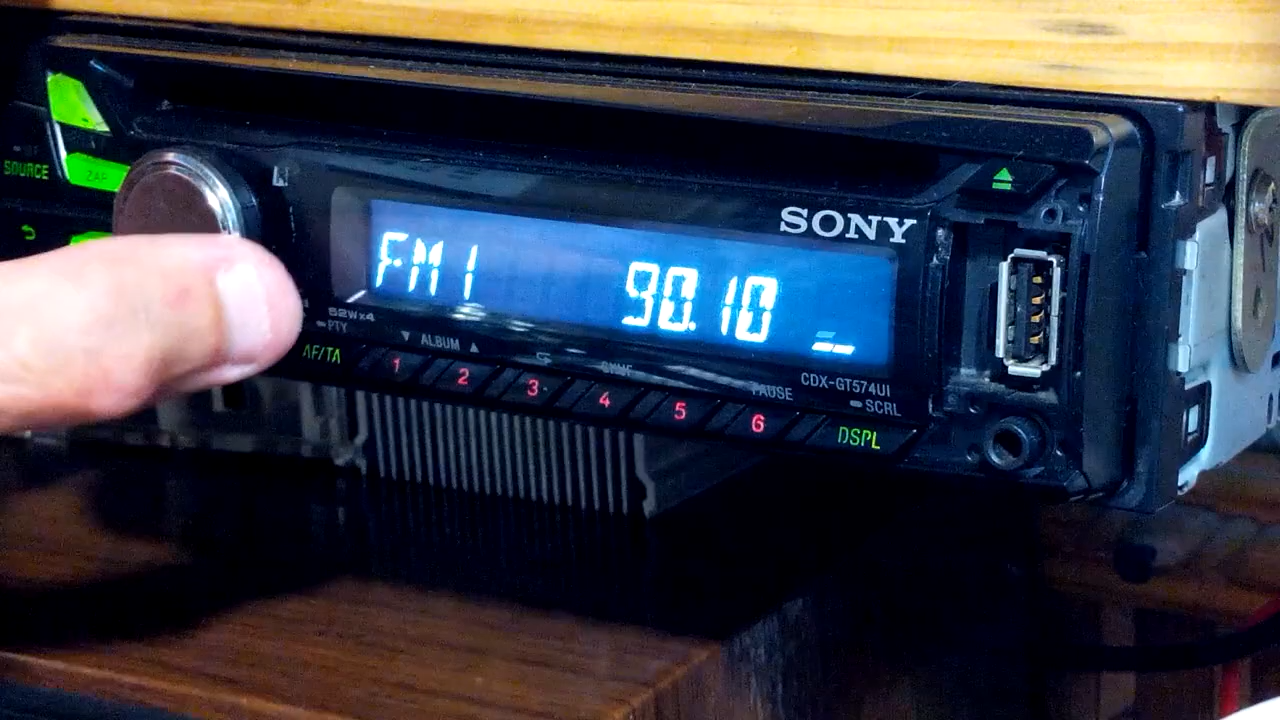 SOURCE
ZAP
SONY
FM1 90.10
52W×4
PTY
ALBUM
CDX-GT574UI
PAUSE
SCRL
AF/TA
1 2 3 4 5 6
DSPL